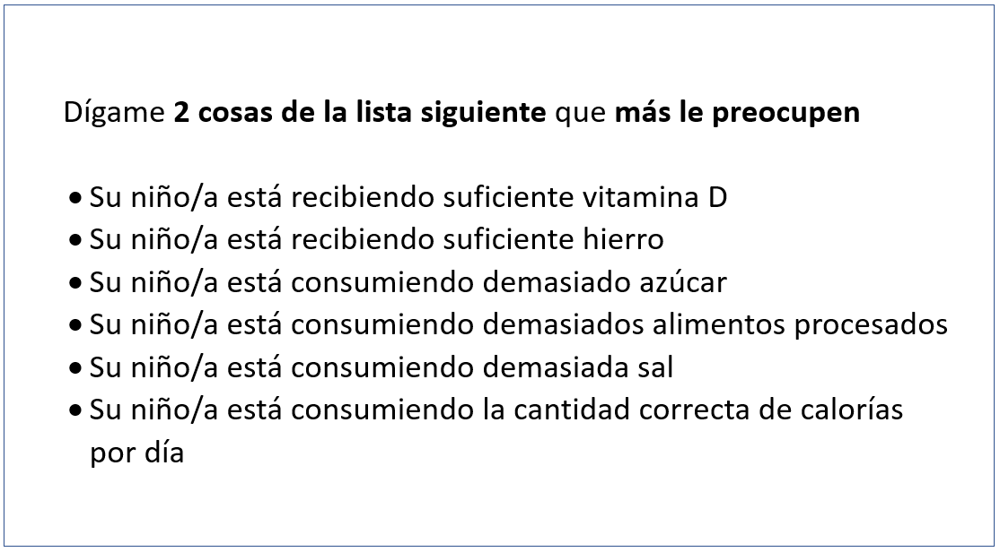 Dígame 2 cosas de la lista siguiente que más le preocupen
• Su niño/a está recibiendo suficiente vitamina D
• Su niño/a está recibiendo suficiente hierro
• Su niño/a está consumiendo demasiado azúcar
• Su niño/a está consumiendo demasiados alimentos procesados
• Su niño/a está consumiendo demasiada sal
• Su niño/a está consumiendo la cantidad correcta de calorías
por día